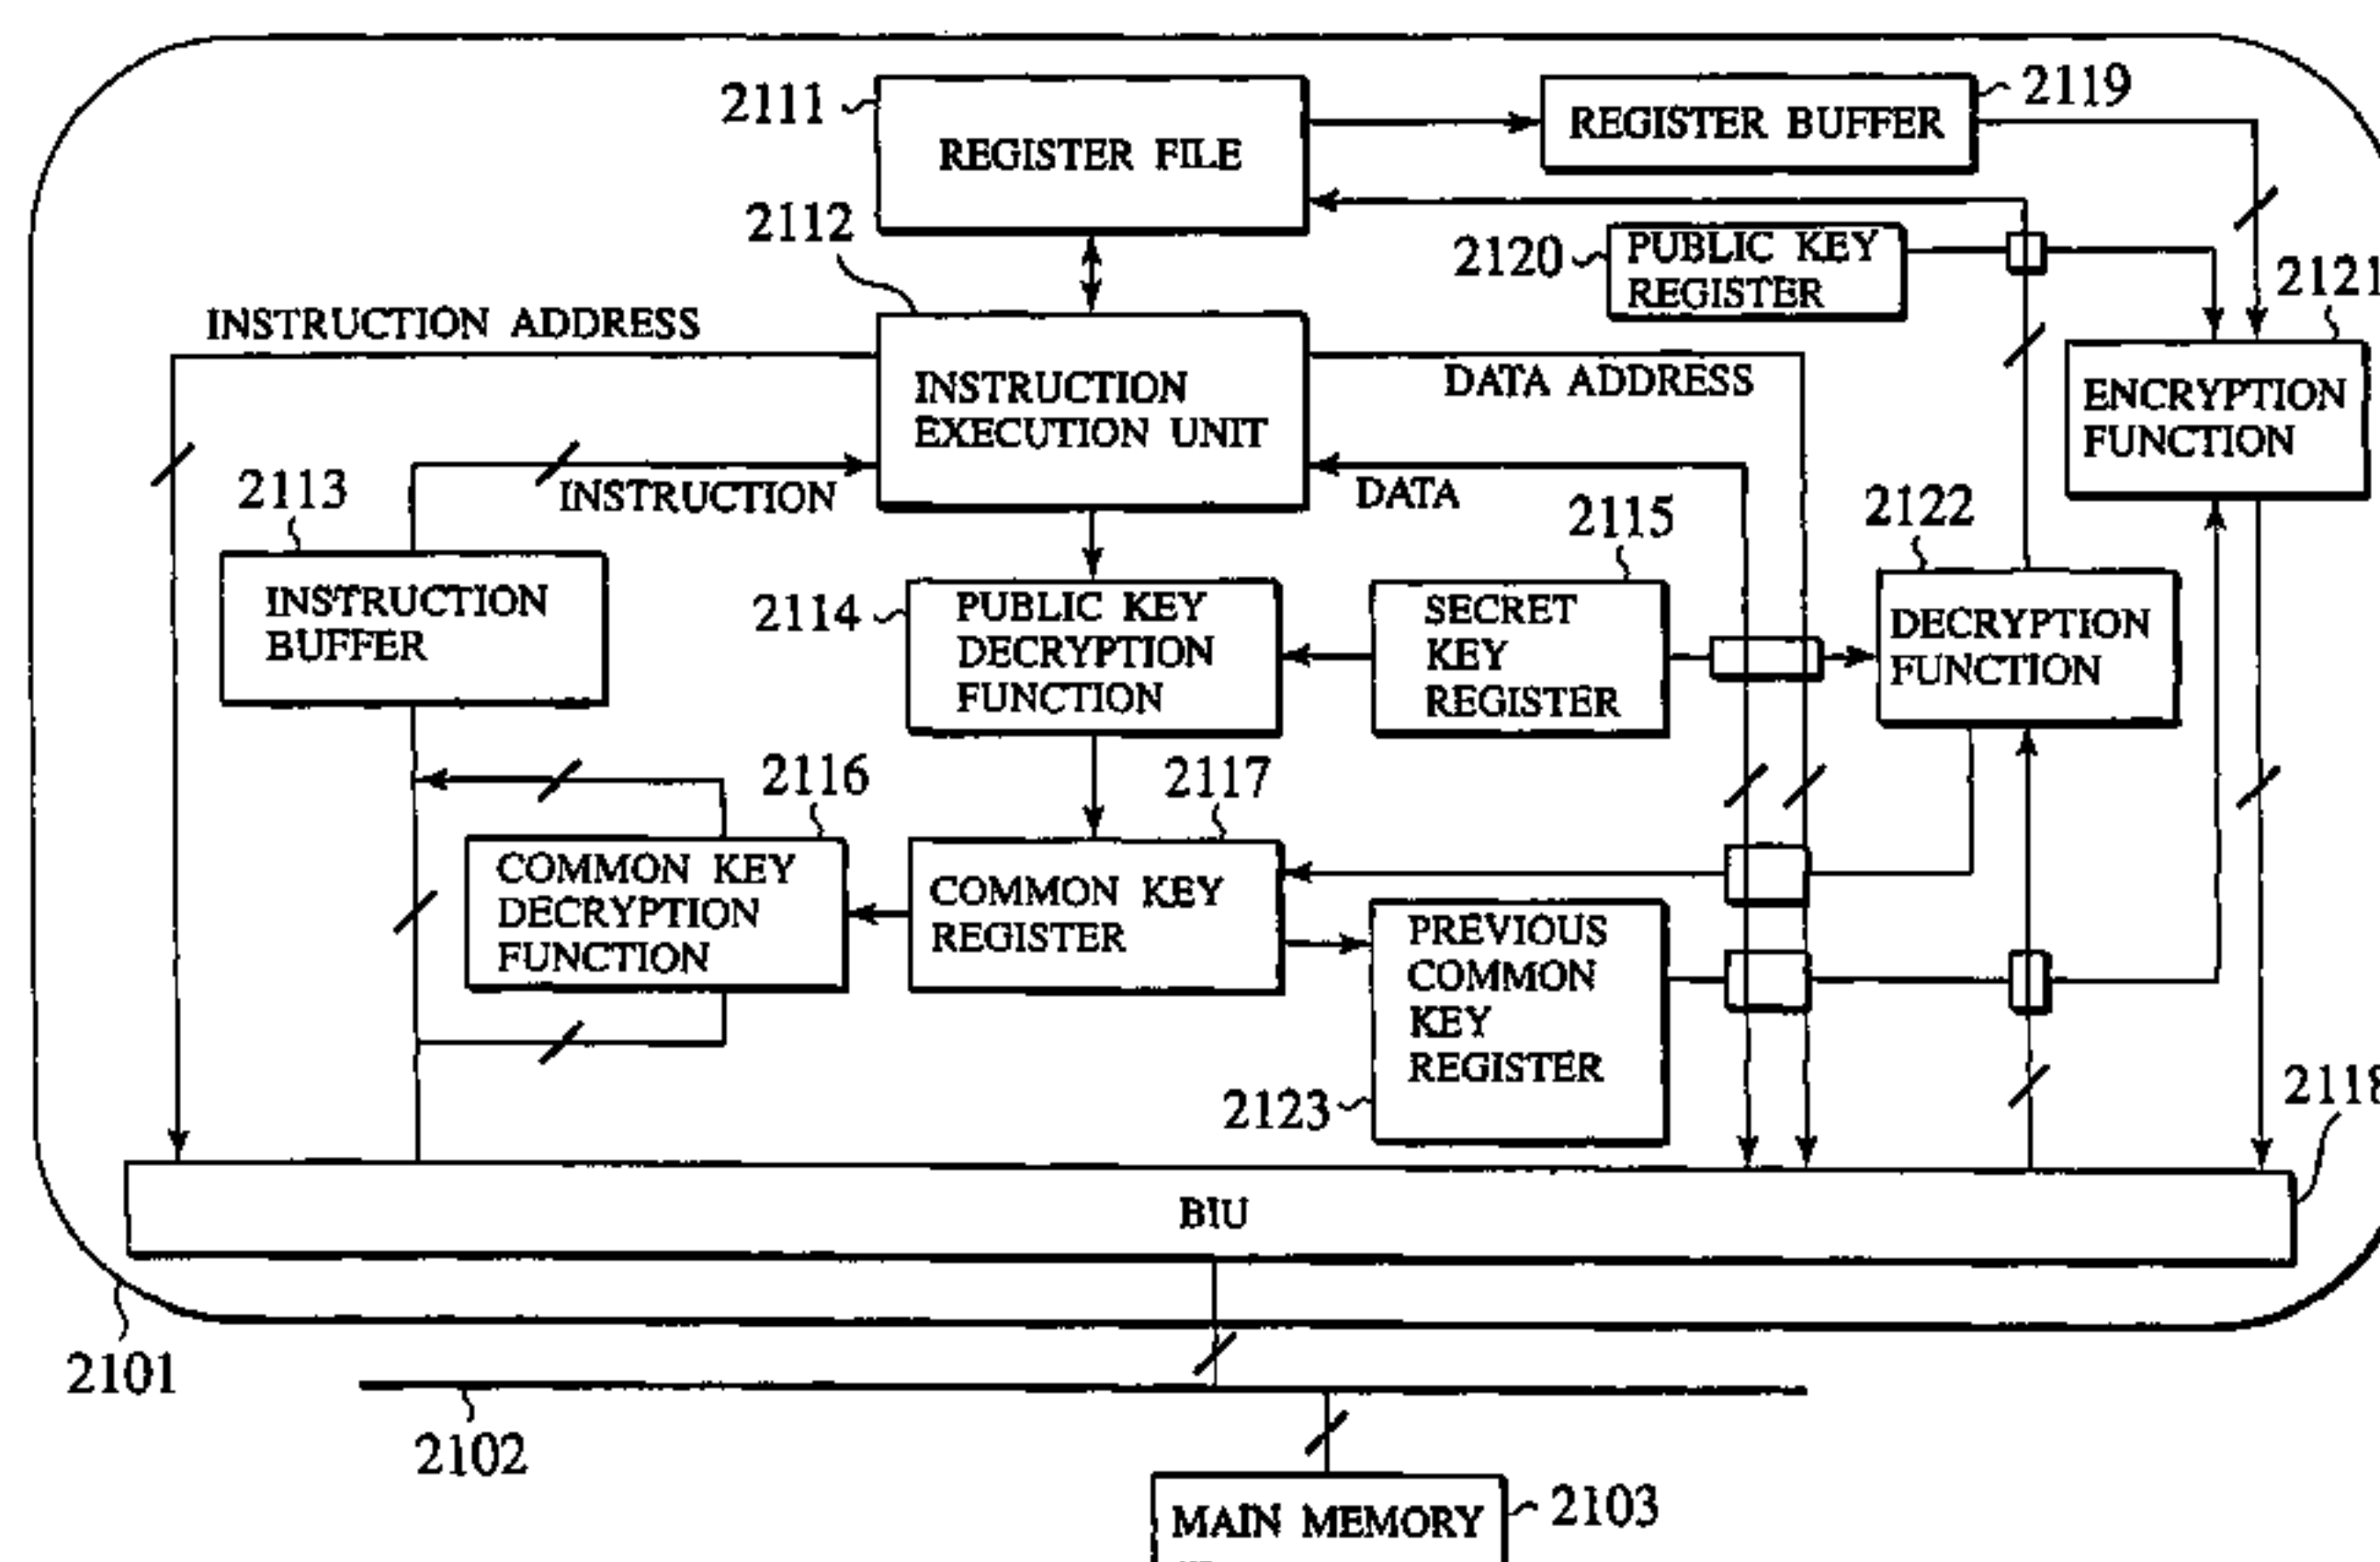 2111
REGISTER FILE
REGISTER BUFFER
2119
2112
2120
PUBLIC KEY
REGISTER
2121
INSTRUCTION ADDRESS
INSTRUCTION
EXECUTION UNIT
DATA ADDRESS
ENCRYPTION
FUNCTION
2113
INSTRUCTION
DATA
2115
2122
INSTRUCTION
BUFFER
2114
PUBLIC KEY
DECRYPTION
FUNCTION
SECRET
KEY
REGISTER
DECRYPTION
FUNCTION
2116
2117
COMMON KEY
DECRYPTION
FUNCTION
COMMON KEY
REGISTER
PREVIOUS
COMMON
KEY
REGISTER
2123
2118
BIU
2101
2102
MAIN MEMORY
2103